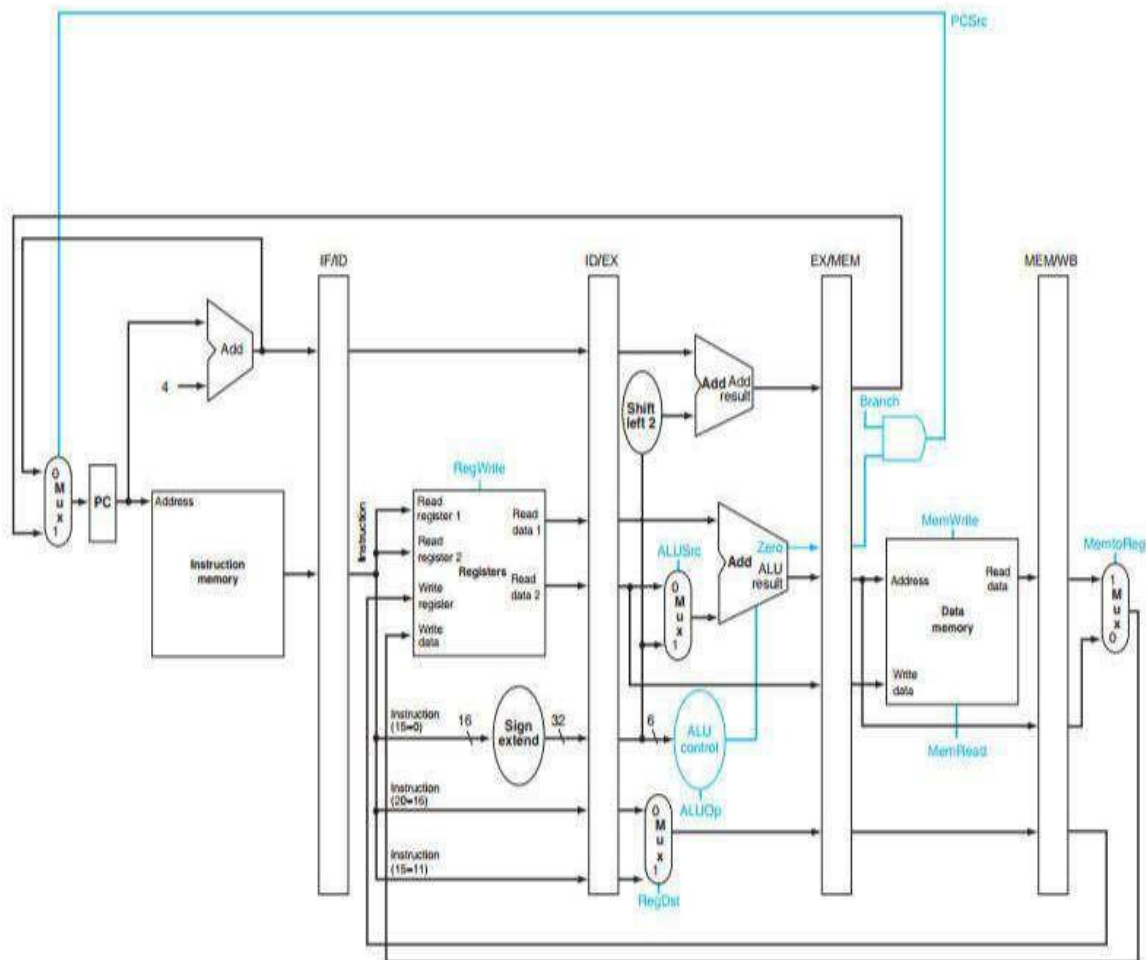 PCSrc
IF/ID
ID/EX
EX/MEM
MEM/WB
Add
4
Shift
left 2
Add
Add
result
Branch
0
M
u
x
1
PC
Address
Instruction
memory
Instruction
RegWrite
Read
register 1
Read
register 2
Write
register
Write
data
Registers
Read
data 1
Read
data 2
ALUSrc
0
M
u
x
1
Add
Zero
ALU
result
MemWrite
Address
Read
data
Data
memory
Write
data
MemRead
MemtoReg
1
M
u
x
0
Instruction
(15=0)
16
Sign
extend
32
6
ALU
control
ALUOp
Instruction
(20=16)
Instruction
(15=11)
0
M
u
x
1
RegDst